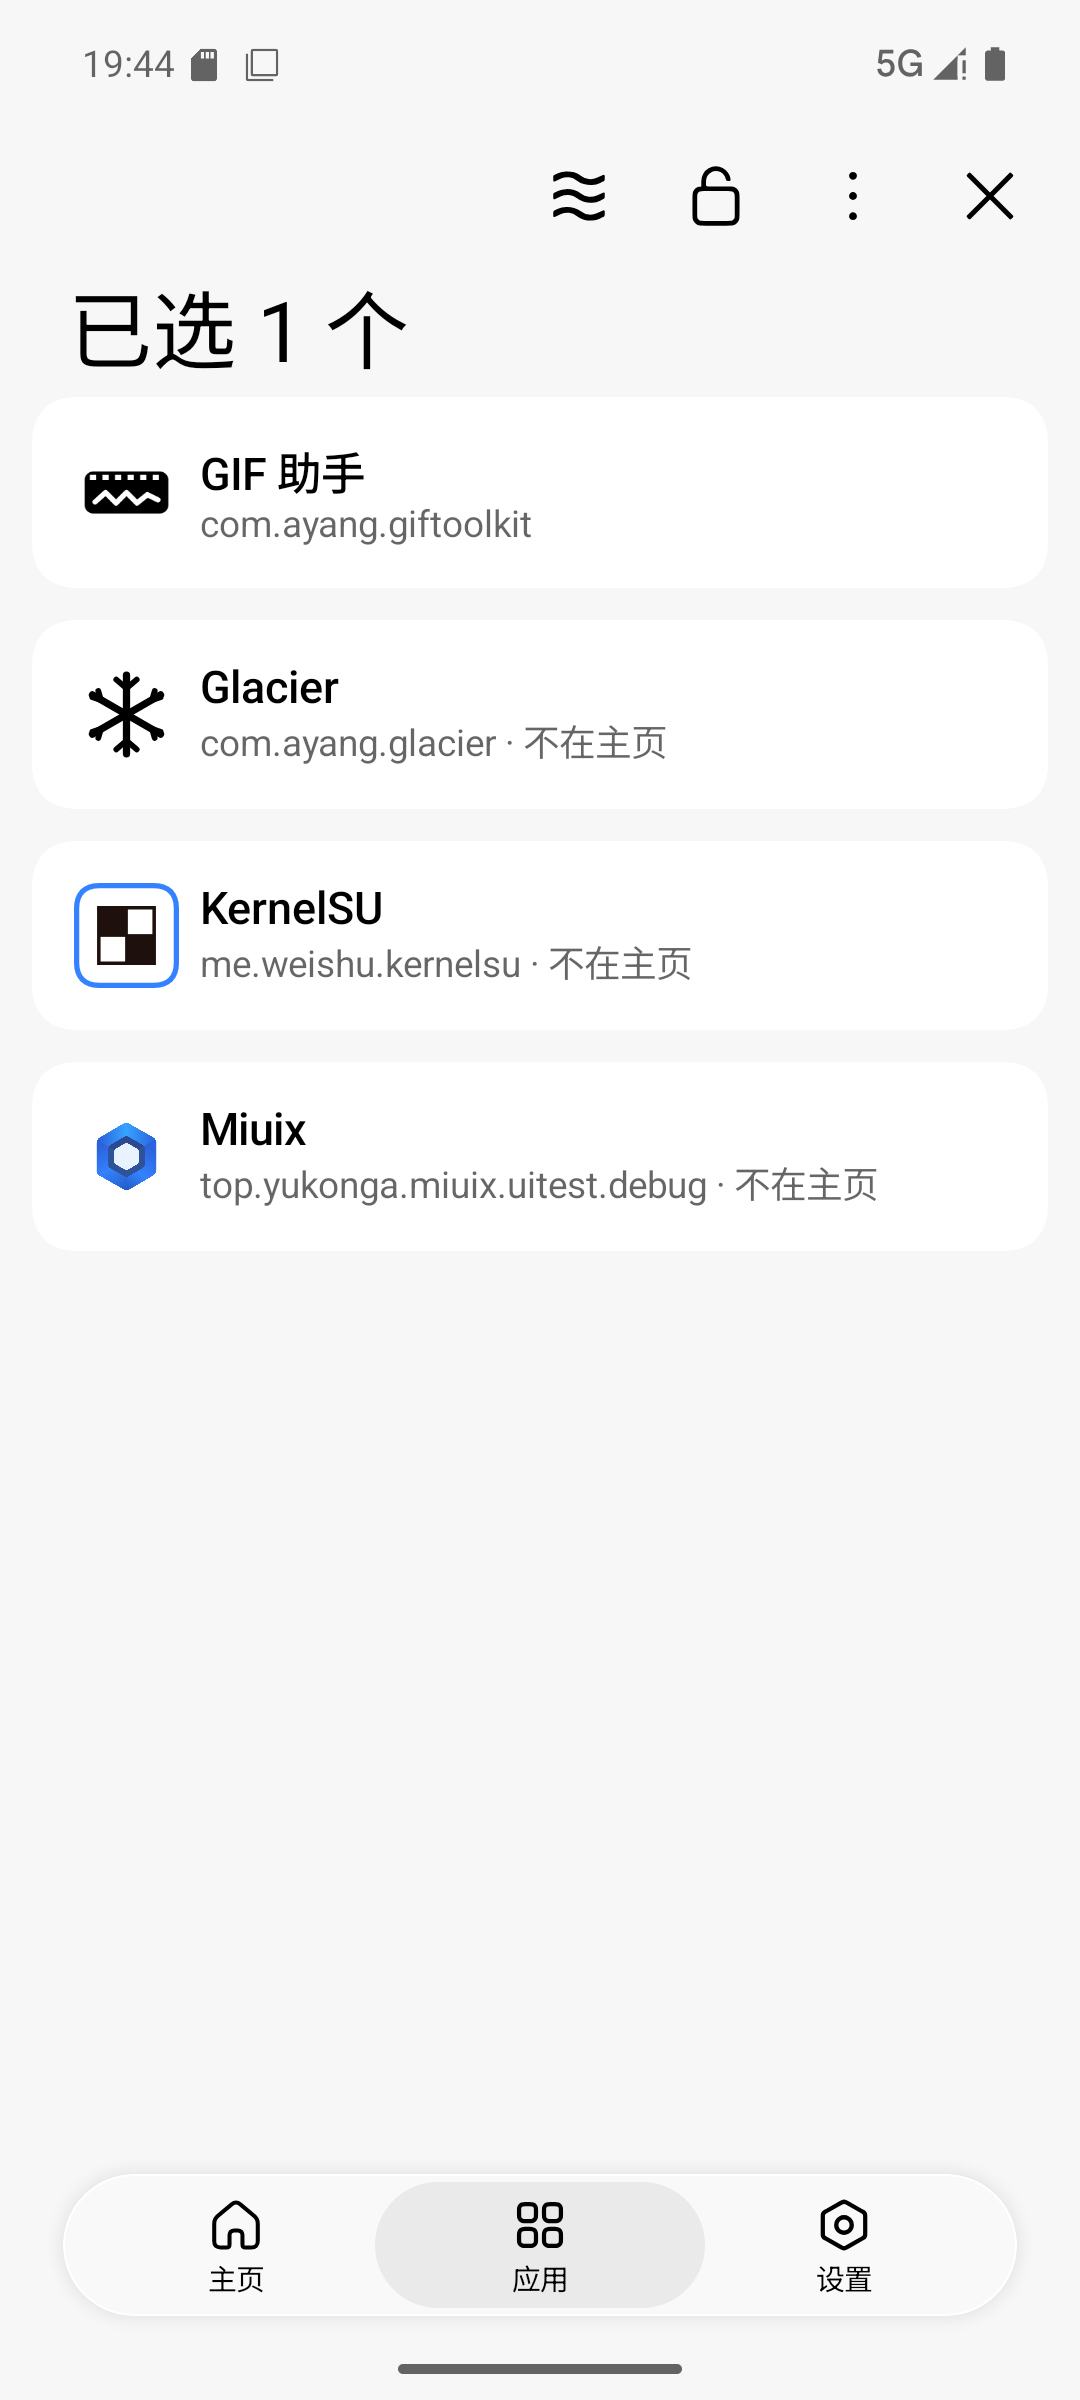 19:44
5G
已选 1 个
GIF 助手
com.ayang.giftoolkit
Glacier
com.ayang.glacier · 不在主页
KernelSU
me.weishu.kernelsu · 不在主页
Miuix
top.yukonga.miuix.uitest.debug · 不在主页
主页
应用
设置